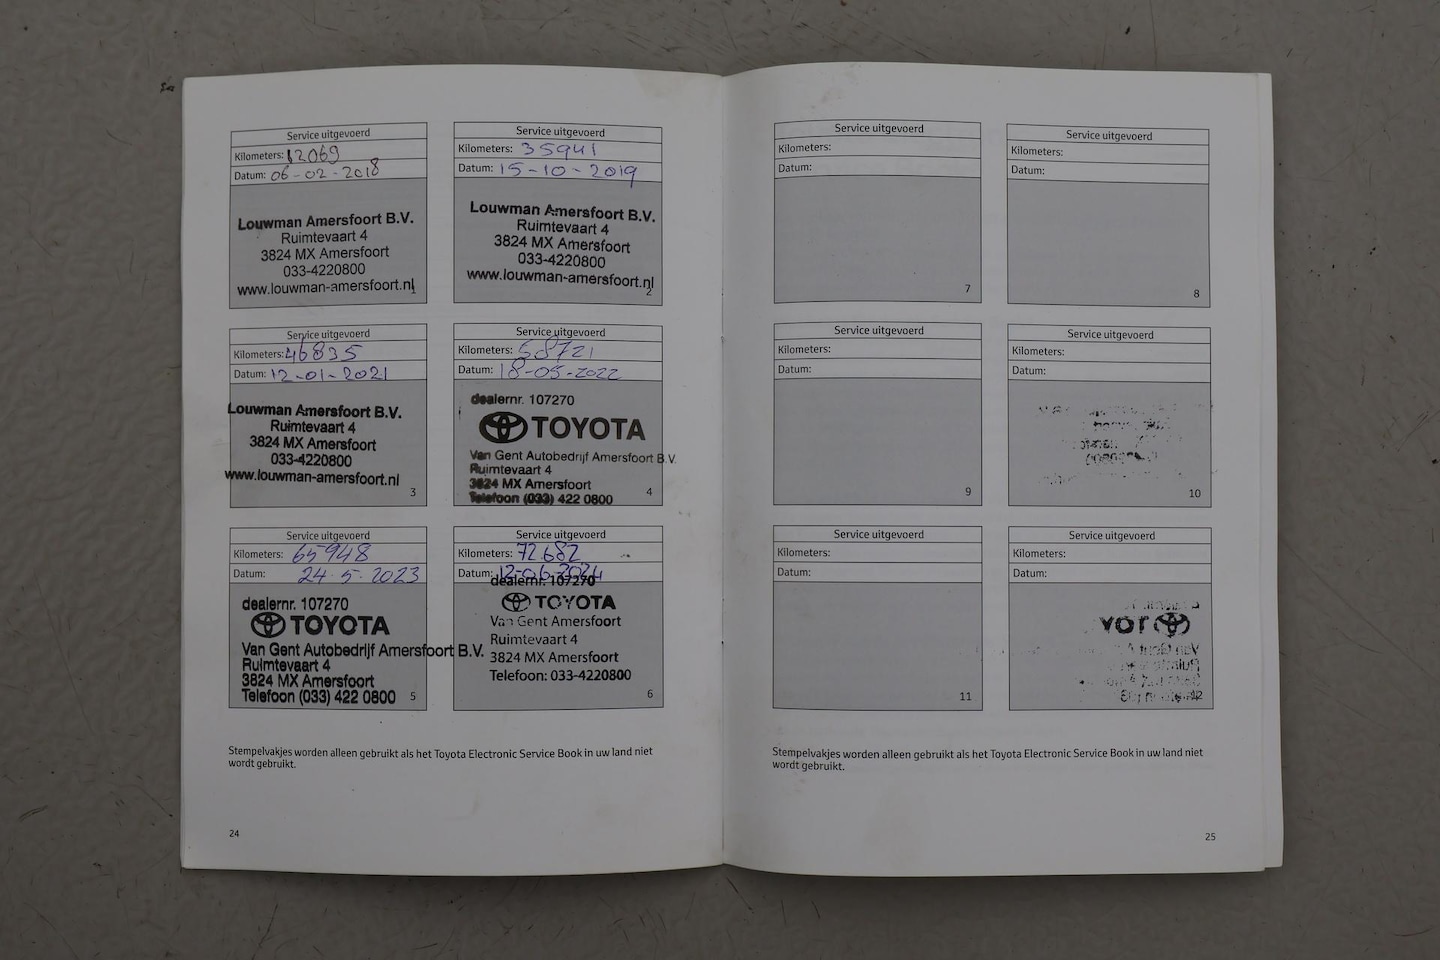 Service uitgevoerd
Kilometers: 12069
Datum: 06-02-2018
Louwman Amersfoort B.V.
Ruimtevaart 4
3824 MX Amersfoort
033-4220800
www.louwman-amersfoort.nl
1
Service uitgevoerd
Kilometers: 35941
Datum: 15-10-2019
Louwman Amersfoort B.V.
Ruimtevaart 4
3824 MX Amersfoort
033-4220800
www.louwman-amersfoort.nl
2
Service uitgevoerd
Kilometers: 46835
Datum: 12-01-2021
Louwman Amersfoort B.V.
Ruimtevaart 4
3824 MX Amersfoort
033-4220800
www.louwman-amersfoort.nl
3
Service uitgevoerd
Kilometers: 58721
Datum: 18-05-2022
dealernr. 107270
TOYOTA
Van Gent Autobedrijf Amersfoort B.V.
Ruimtevaart 4
3824 MX Amersfoort
Telefoon (033) 422 0800
4
Service uitgevoerd
Kilometers: 65948
Datum: 24-5-2023
dealernr. 107270
TOYOTA
Van Gent Autobedrijf Amersfoort B.V.
Ruimtevaart 4
3824 MX Amersfoort
Telefoon (033) 422 0800
5
Service uitgevoerd
Kilometers: 72682
Datum: 12-06-2024
dealernr. 107270
TOYOTA
Van Gent Amersfoort
Ruimtevaart 4
3824 MX Amersfoort
Telefoon: 033-4220800
6
Stempelvakjes worden alleen gebruikt als het Toyota Electronic Service Book in uw land niet
wordt gebruikt.
24
Service uitgevoerd
Kilometers:
Datum:
7
Service uitgevoerd
Kilometers:
Datum:
8
Service uitgevoerd
Kilometers:
Datum:
9
Service uitgevoerd
Kilometers:
Datum:
10
Service uitgevoerd
Kilometers:
Datum:
11
Service uitgevoerd
Kilometers:
Datum:
12
Stempelvakjes worden alleen gebruikt als het Toyota Electronic Service Book in uw land niet
wordt gebruikt.
25